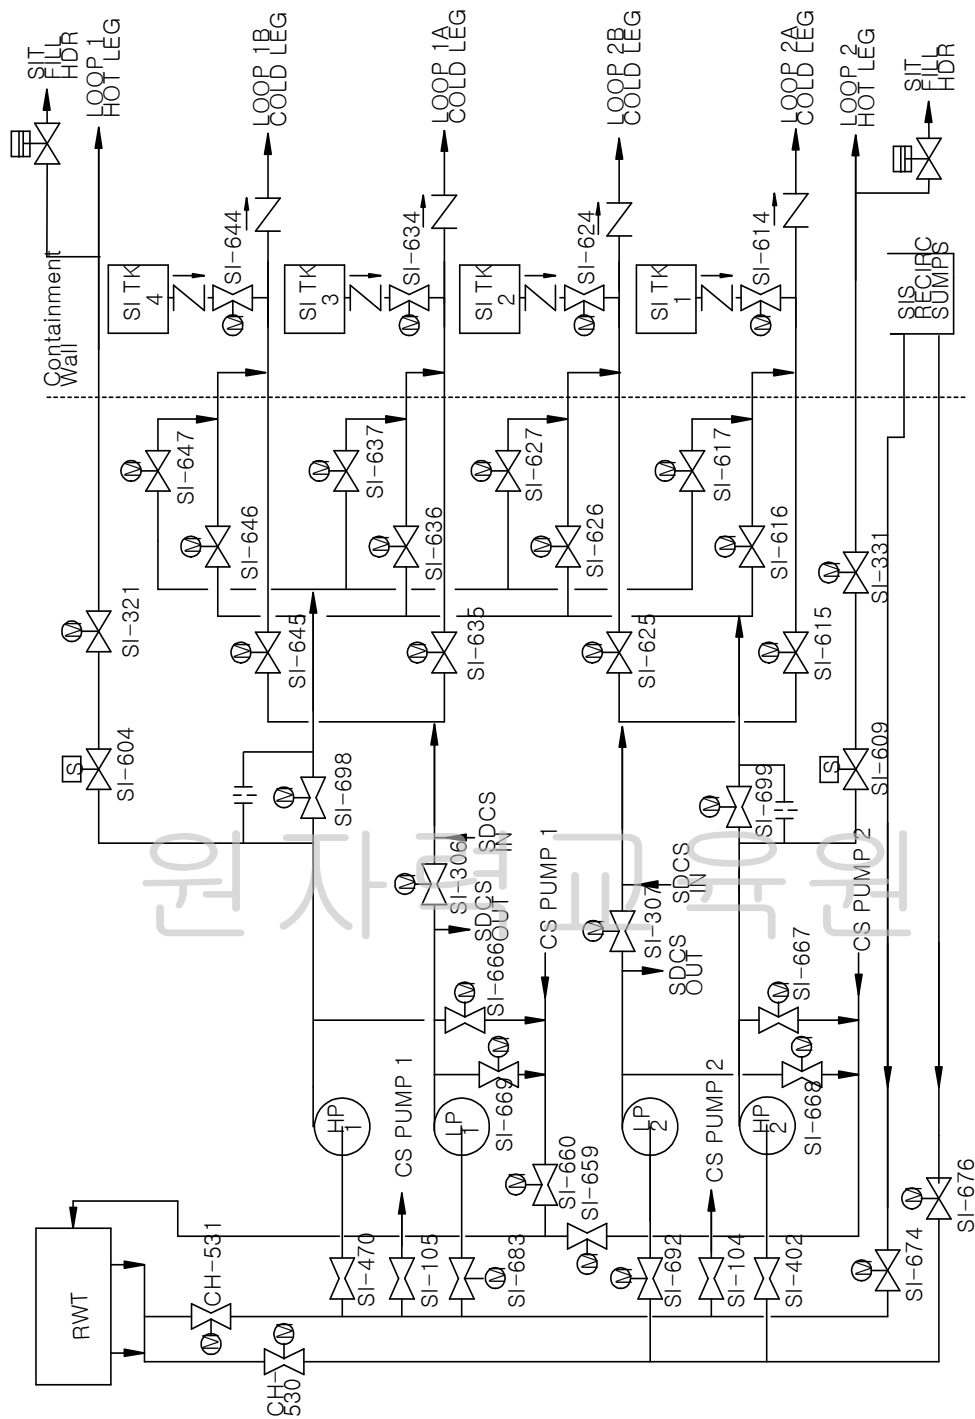 SIT
FILL
HDR
LOOP 1
HOT LEG
LOOP 1B
COLD LEG
LOOP 1A
COLD LEG
LOOP 2B
COLD LEG
LOOP 2A
COLD LEG
LOOP 2
HOT LEG
SIT
FILL
HDR
Containment
Wall
SI TK
4
SI-644
SI TK
3
SI-634
SI TK
2
SI-624
SI TK
1
SI-614
SIS
RECIRC
SUMPS
M
M
M
M
SI-647
SI-637
SI-627
SI-617
M
M
M
M
SI-646
SI-636
SI-626
SI-616
M
M
M
M
SI-321
SI-645
SI-635
SI-625
SI-615
SI-331
M
M
M
M
M
M
SI-604
SI-698
SI-699
SI-609
S
M
M
S
원자력교육원
SI-306
SDCS
IN
SDCS
OUT
CS PUMP 1
SI-307
SDCS
IN
SDCS
OUT
CS PUMP 2
M
M
SI-666
SI-667
M
M
SI-669
SI-668
M
M
HP
1
LP
1
LP
2
HP
2
CS PUMP 1
CS PUMP 2
SI-660
SI-659
M
M
SI-676
M
RWT
CH-531
M
CH-
530
M
SI-470
SI-105
SI-683
M
SI-692
M
SI-104
SI-402
SI-674
M